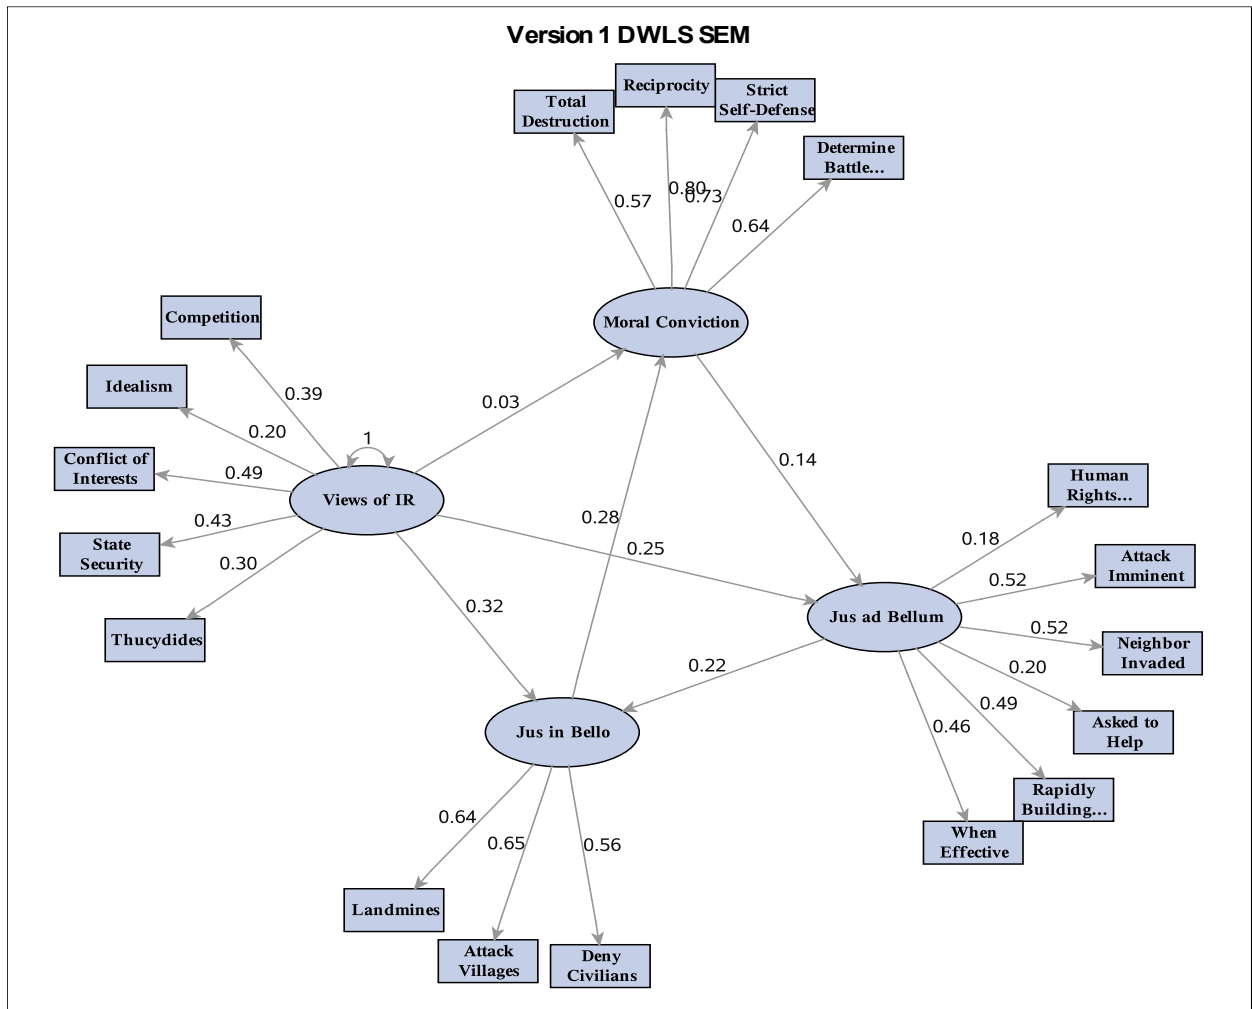 Version 1 DWLS SEM
Reciprocity
Total
Destruction
Strict
Self-Defense
Determine
Battle...
0.57
0.80
0.73
0.64
Moral Conviction
Competition
Idealism
Conflict of
Interests
State
Security
Thucydides
0.39
0.20
0.49
0.43
0.30
1
Views of IR
0.03
0.14
0.28
0.25
0.32
0.22
Jus ad Bellum
Human
Rights...
Attack
Imminent
Neighbor
Invaded
Asked to
Help
Rapidly
Building...
When
Effective
0.18
0.52
0.52
0.20
0.49
0.46
Jus in Bello
0.64
0.65
0.56
Landmines
Attack
Villages
Deny
Civilians